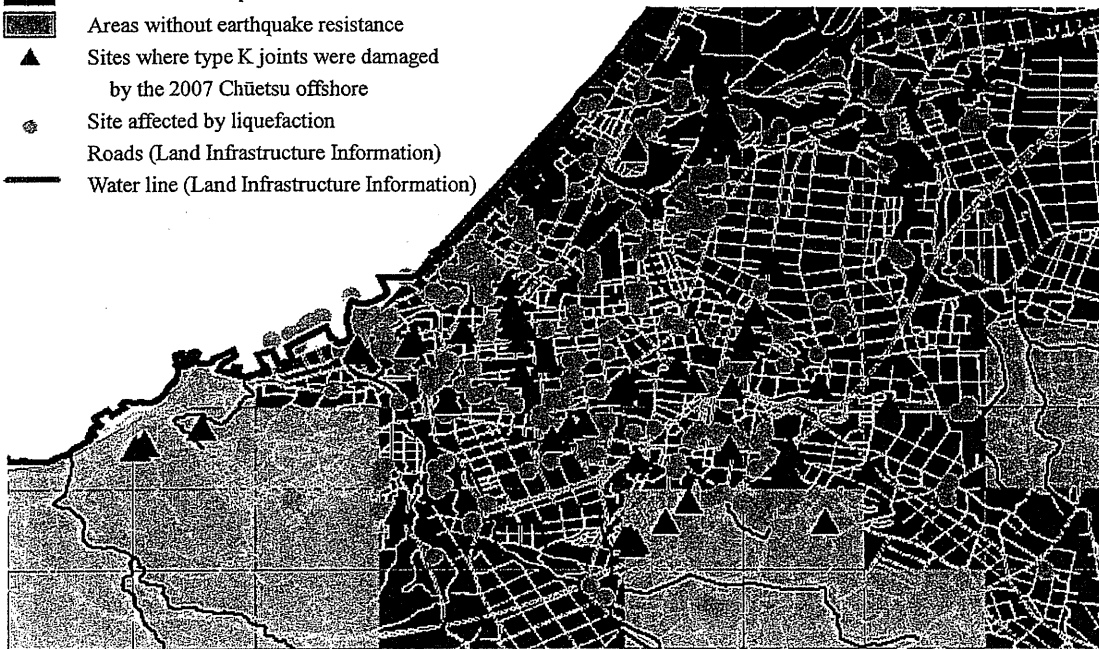 Areas without earthquake resistance
Sites where type K joints were damaged
by the 2007 Chūetsu offshore
Site affected by liquefaction
Roads (Land Infrastructure Information)
Water line (Land Infrastructure Information)